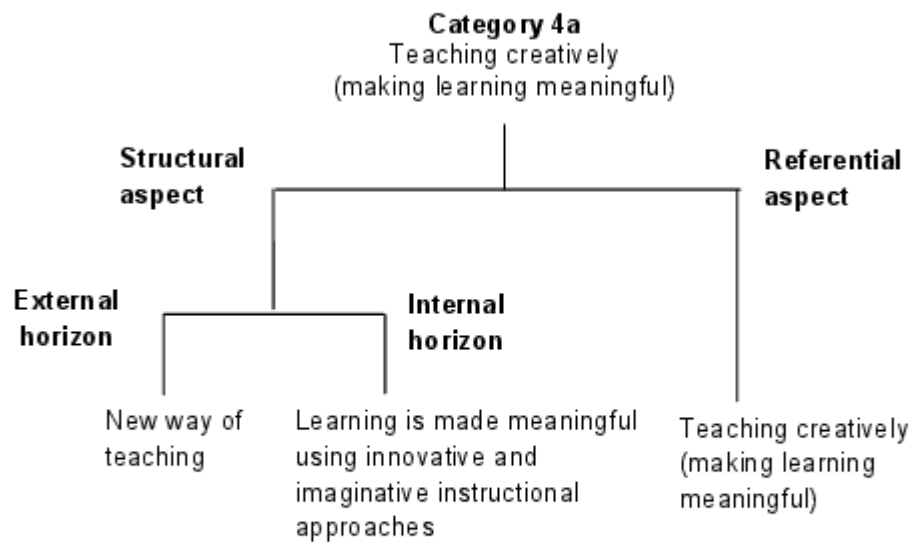 Category 4a
Teaching creatively
(making learning meaningful)
Structural
aspect
Referential
aspect
External
horizon
Internal
horizon
New way of
teaching
Learning is made meaningful
using innovative and
imaginative instructional
approaches
Teaching creatively
(making learning
meaningful)